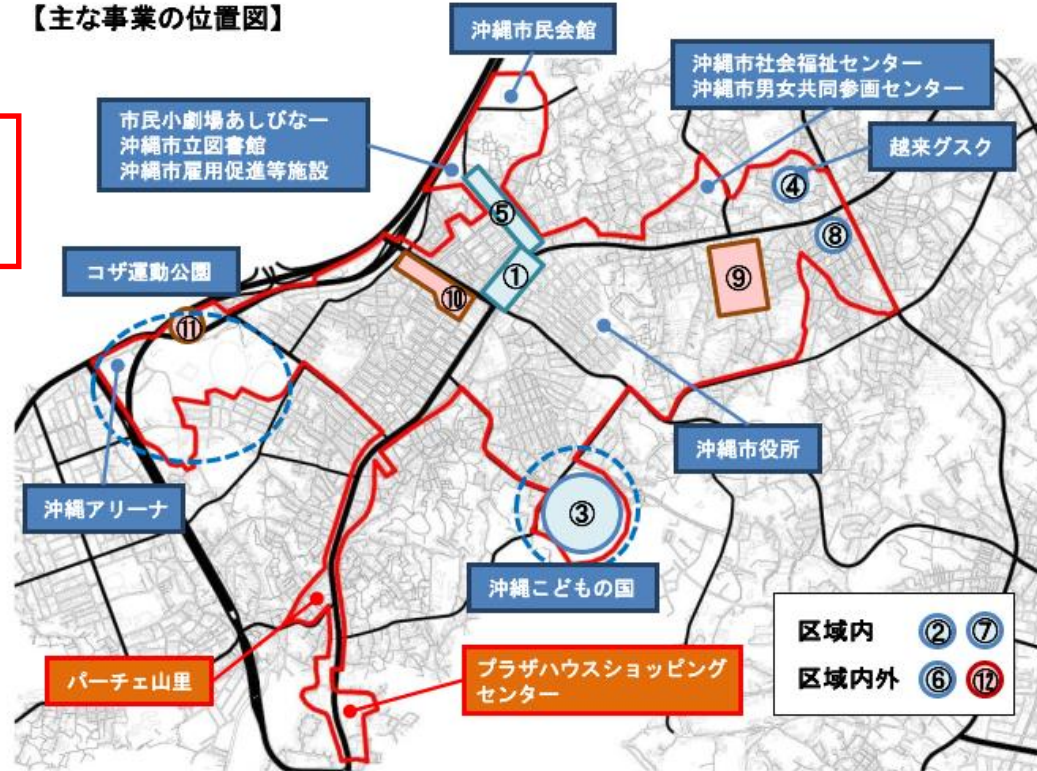 【主な事業の位置図】
沖縄市民会館
沖縄市社会福祉センター
沖縄市男女共同参画センター
市民小劇場あしびなー
沖縄市立図書館
沖縄市雇用促進等施設
越来グスク
④
⑤
⑧
コザ運動公園
①
⑨
⑩
⑪
沖縄市役所
沖縄アリーナ
③
沖縄こどもの国
パーチェ山里
プラザハウスショッピング
センター
区域内 ② ⑦
区域内外 ⑥ ⑫